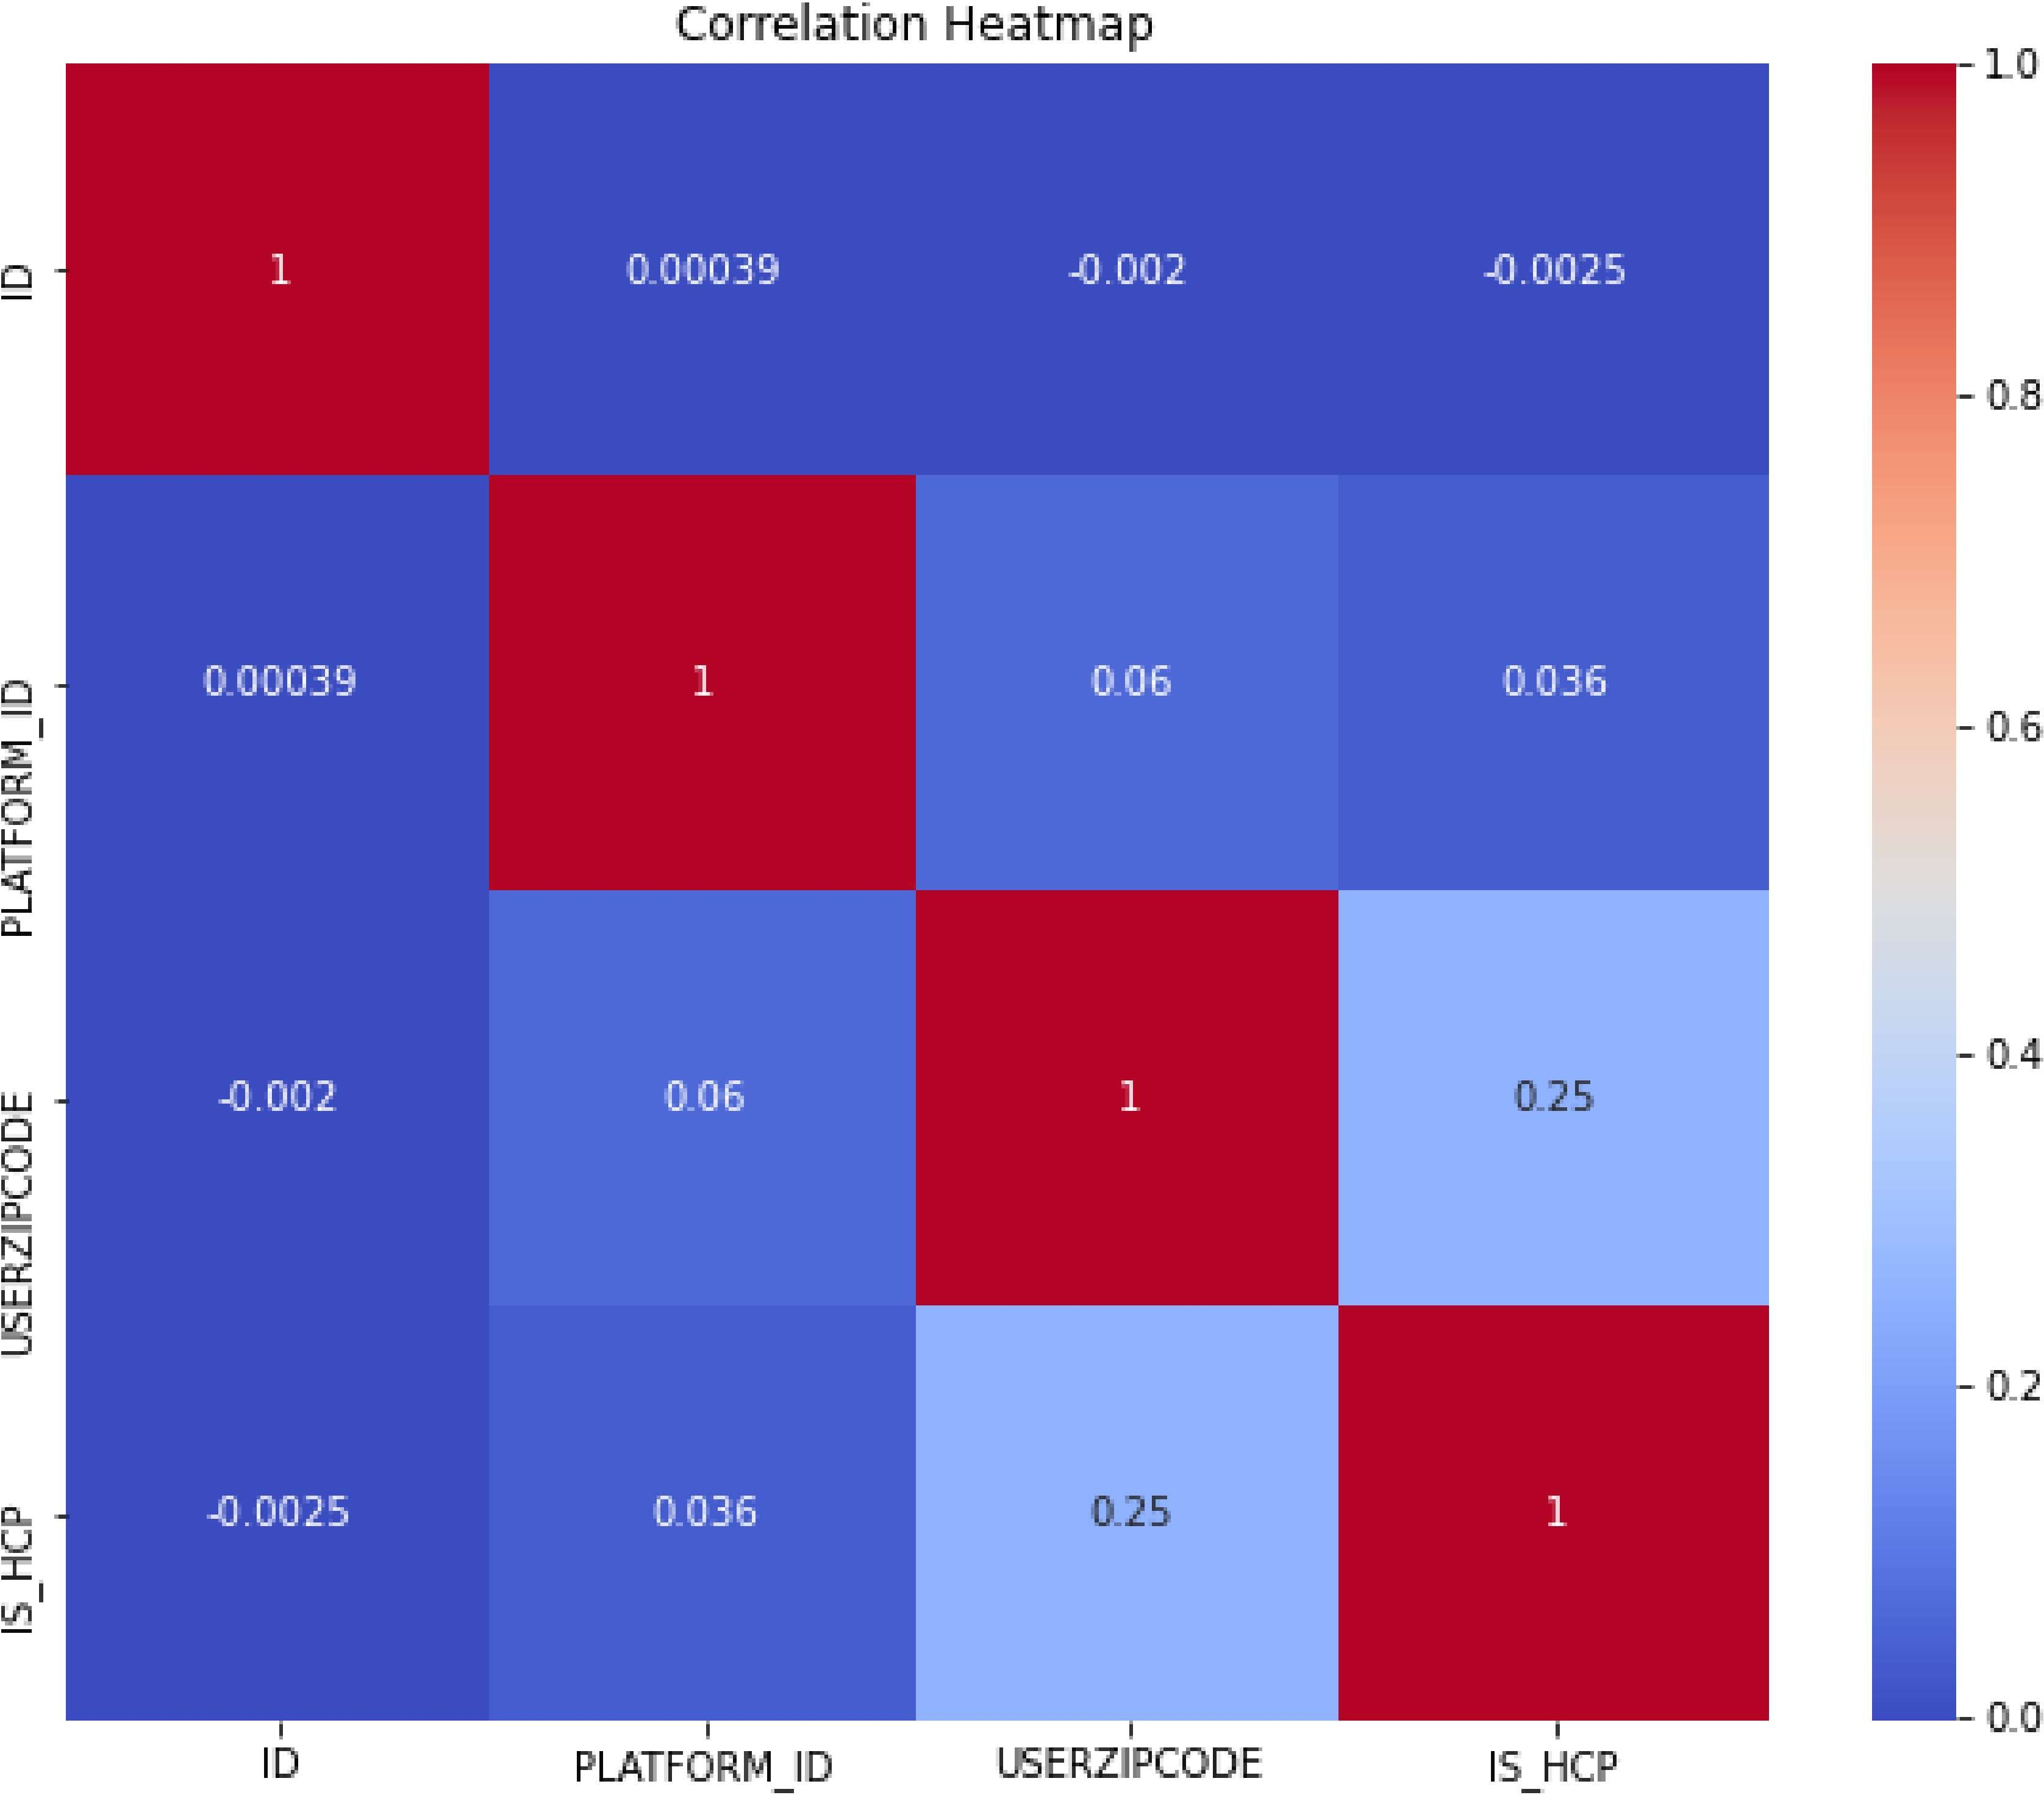 Correlation Heatmap
ID
1
0.00039
-0.002
-0.0025
PLATFORM_ID
0.00039
1
0.06
0.036
USERZIPCODE
-0.002
0.06
1
0.25
IS_HCP
-0.0025
0.036
0.25
1
ID
PLATFORM_ID
USERZIPCODE
IS_HCP
1.0
0.8
0.6
0.4
0.2
0.0